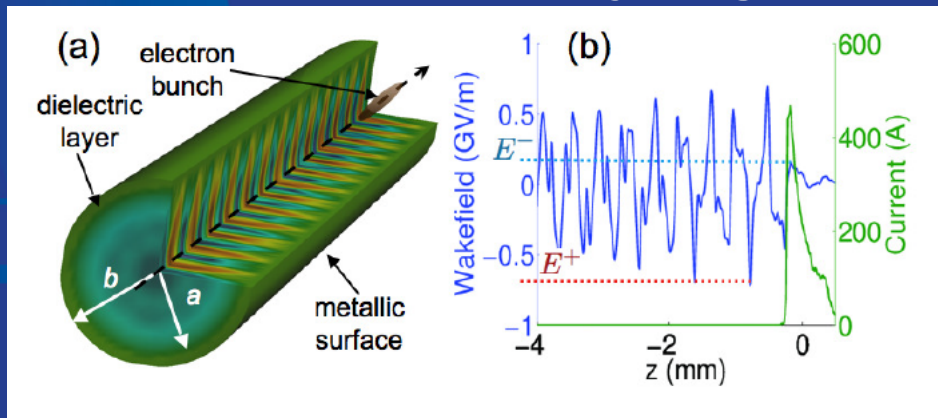 (a)
electron
bunch
dielectric
layer
b
a
metallic
surface
(b)
Wakefield (GV/m)
1
0.5
0
−0.5
−1
E−
E+
−4
−2
0
z (mm)
600
400
200
0
Current (A)